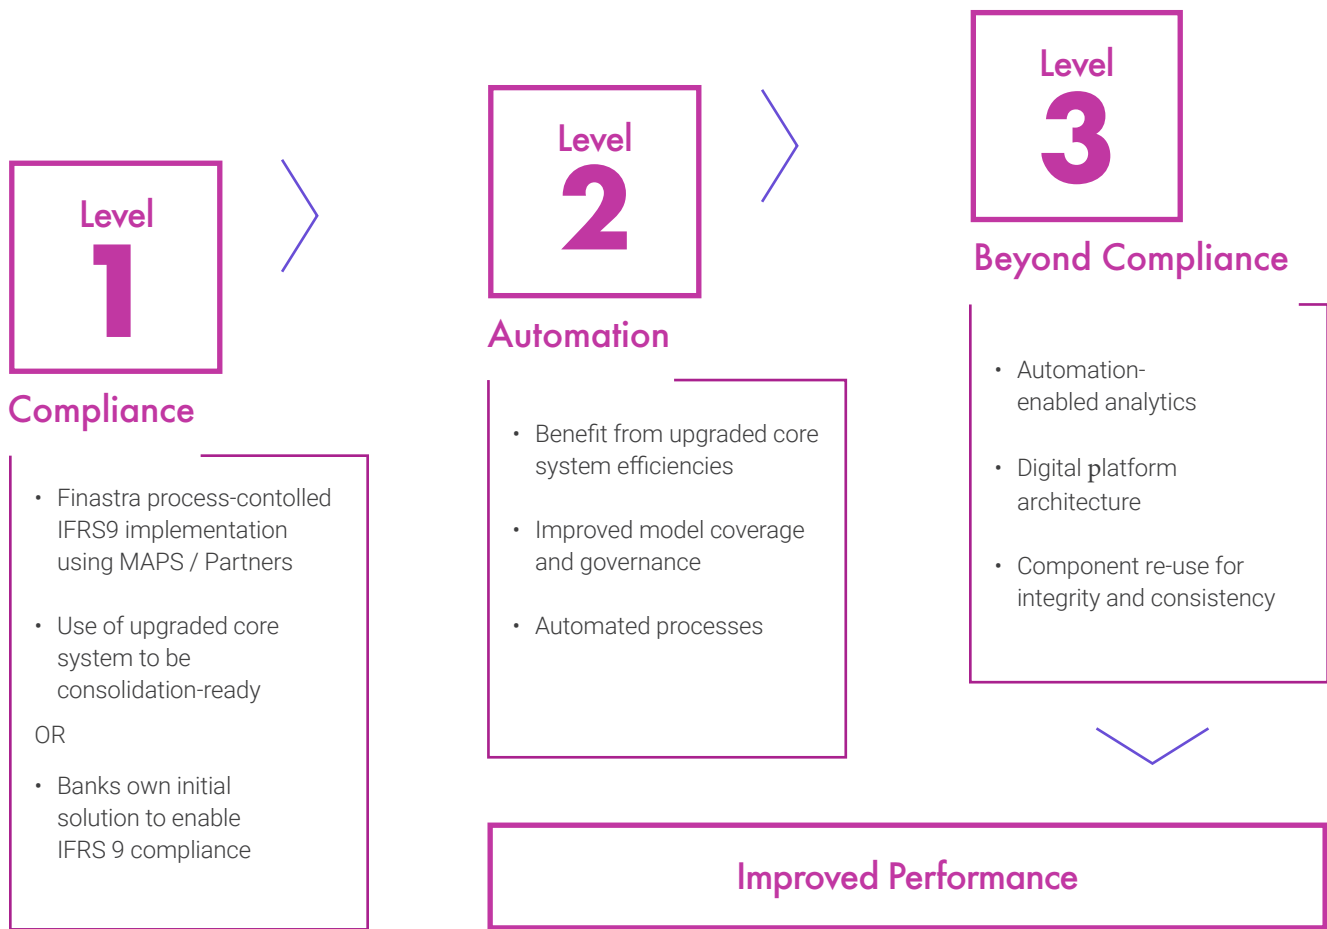 Level
1
Compliance
• Finastra process-contolled
IFRS9 implementation
using MAPS / Partners
• Use of upgraded core
system to be
consolidation-ready
OR
• Banks own initial
solution to enable
IFRS 9 compliance
Level
2
Automation
• Benefit from upgraded core
system efficiencies
• Improved model coverage
and governance
• Automated processes
Level
3
Beyond Compliance
• Automation-
enabled analytics
• Digital platform
architecture
• Component re-use for
integrity and consistency
Improved Performance